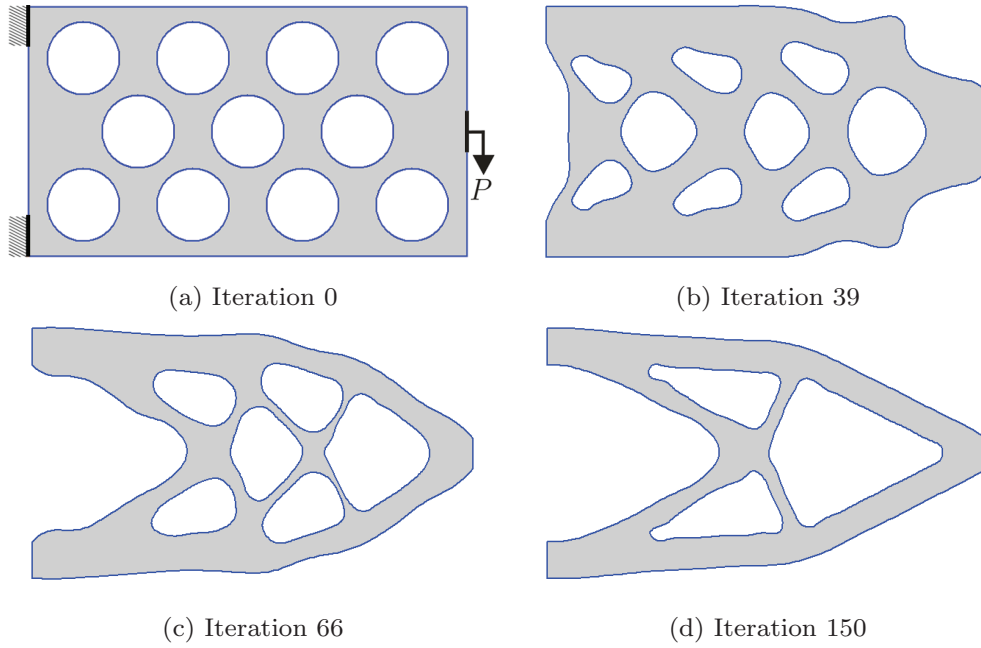 P
(a) Iteration 0
(b) Iteration 39
(c) Iteration 66
(d) Iteration 150